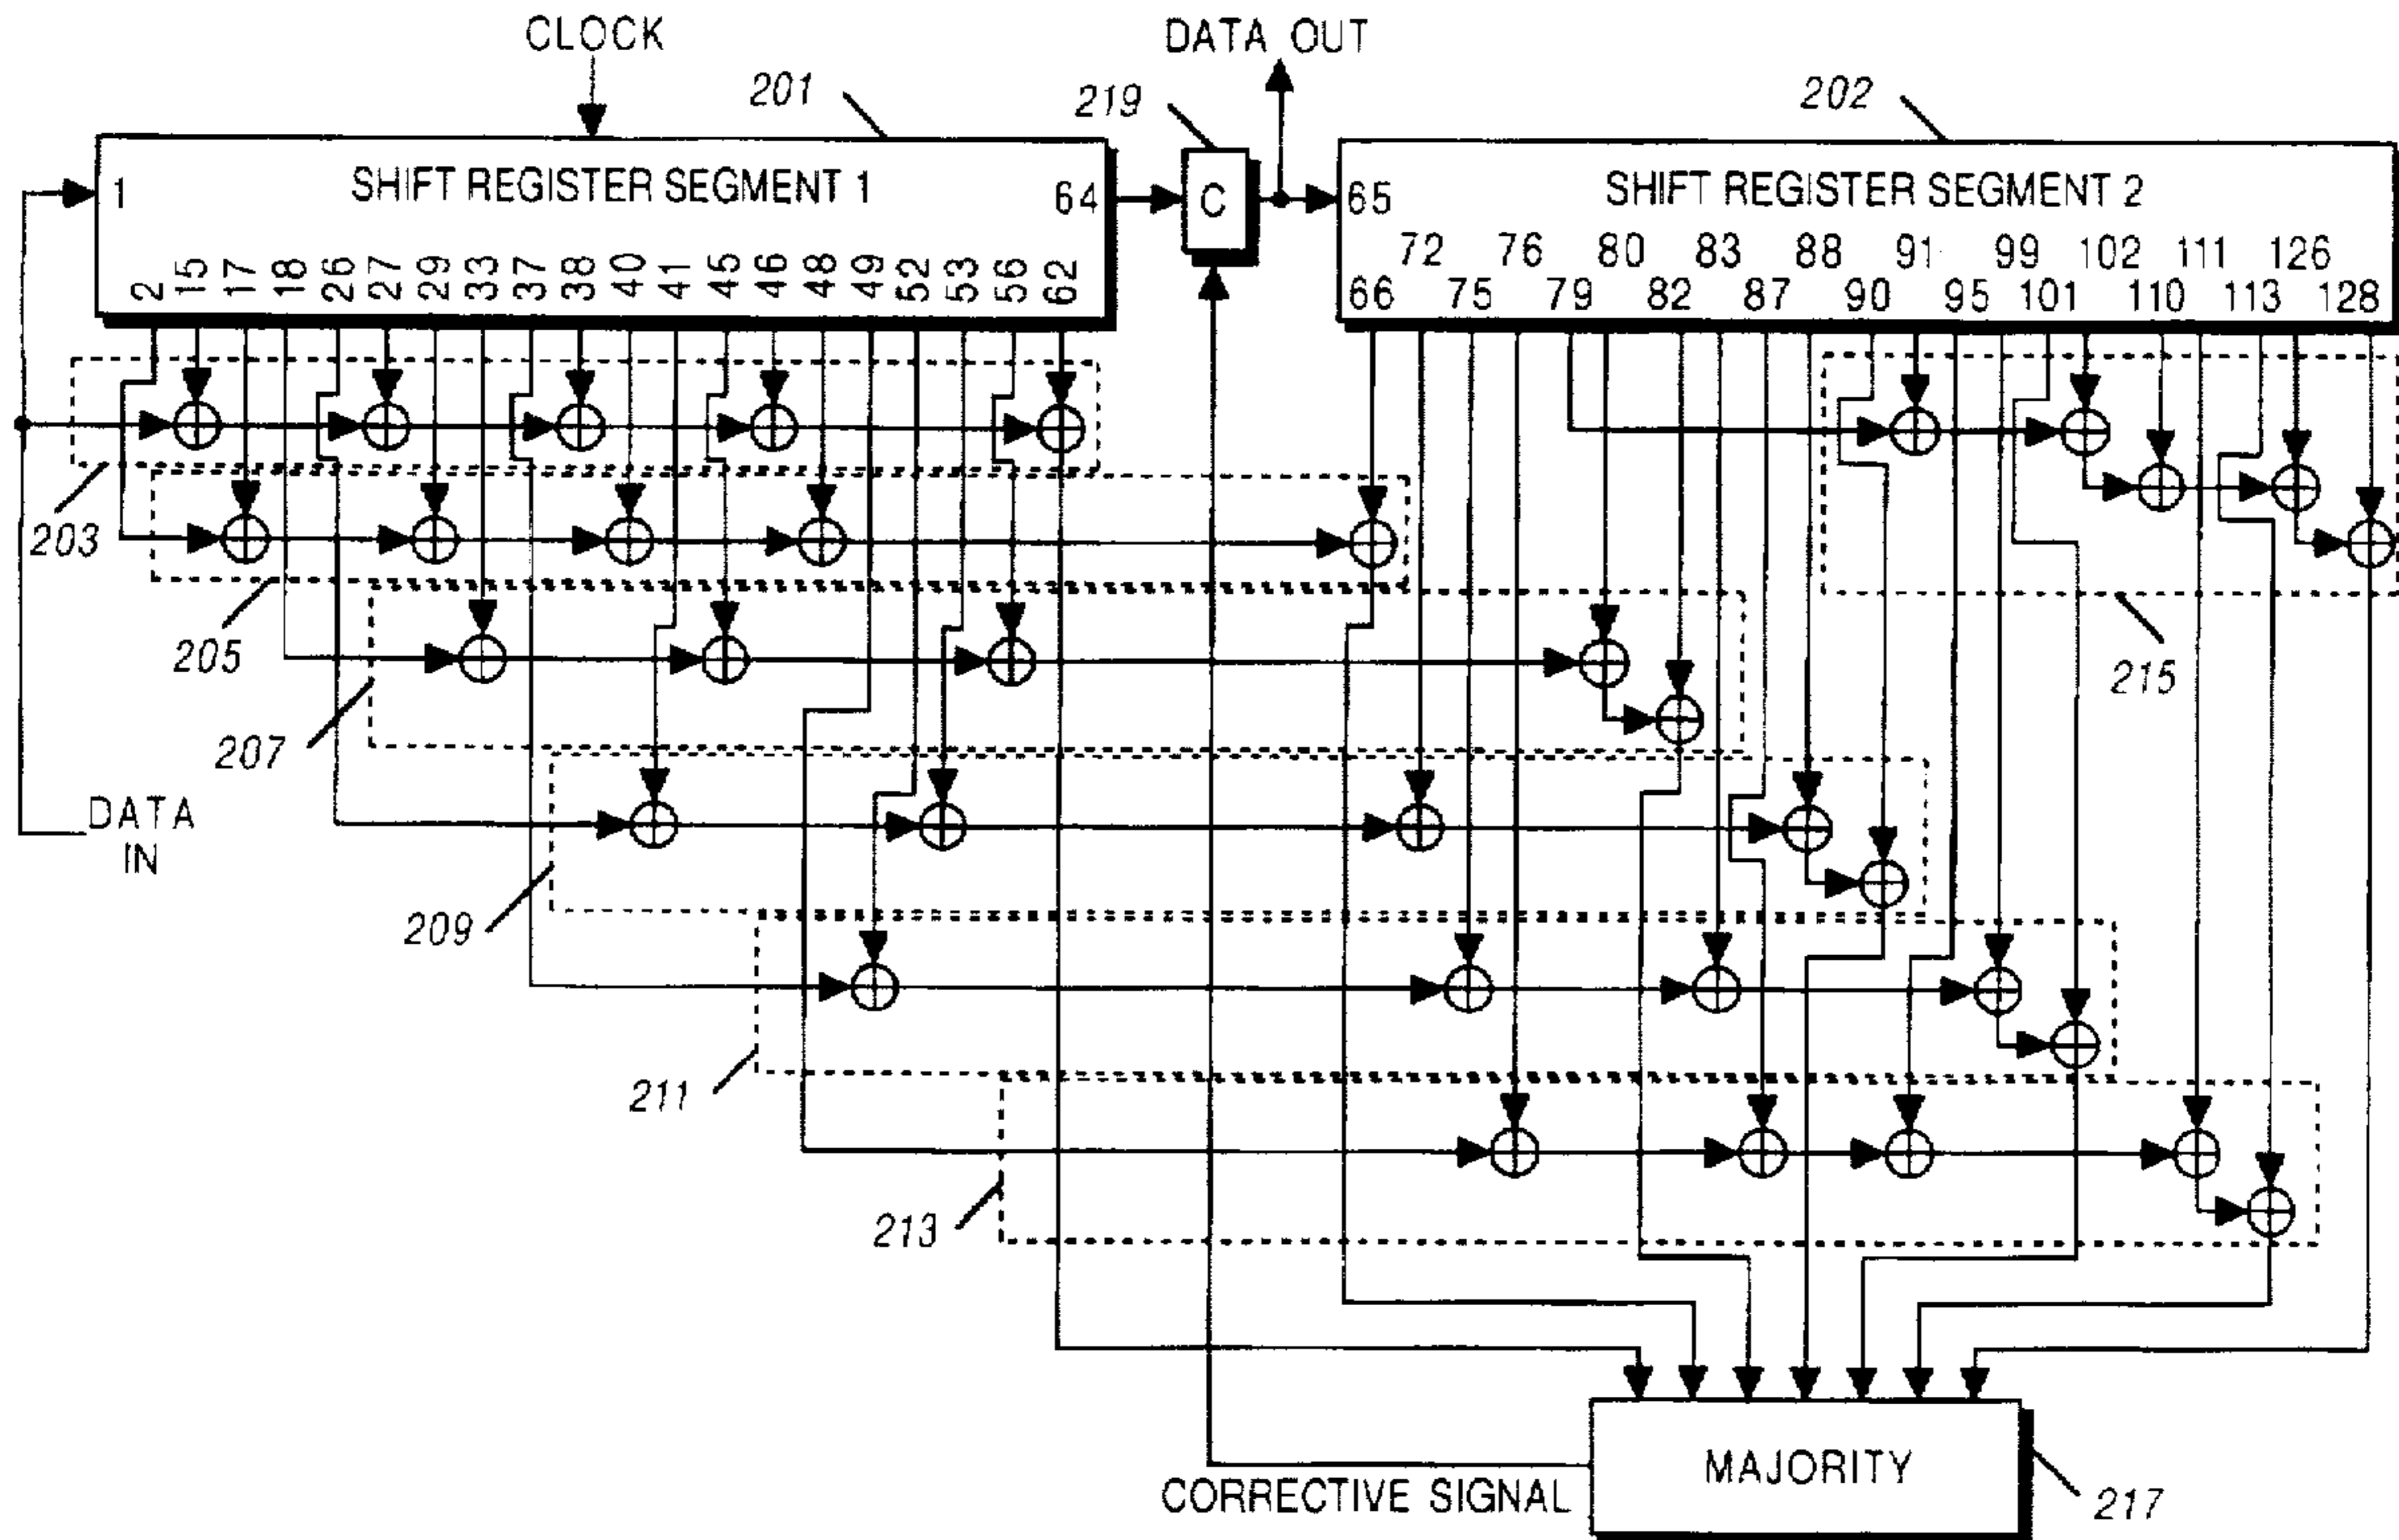 CLOCK
DATA OUT
201
219
202
1
SHIFT REGISTER SEGMENT 1
64
C
65
SHIFT REGISTER SEGMENT 2
2 15 17 18 26 27 29 33 37 38 40 41 45 46 48 49 52 53 56 62
72 76 80 83 88 91 99 102 111 126
66 75 79 82 87 90 95 101 110 113 128
203
205
215
207
DATA
IN
209
211
213
MAJORITY
CORRECTIVE SIGNAL
217